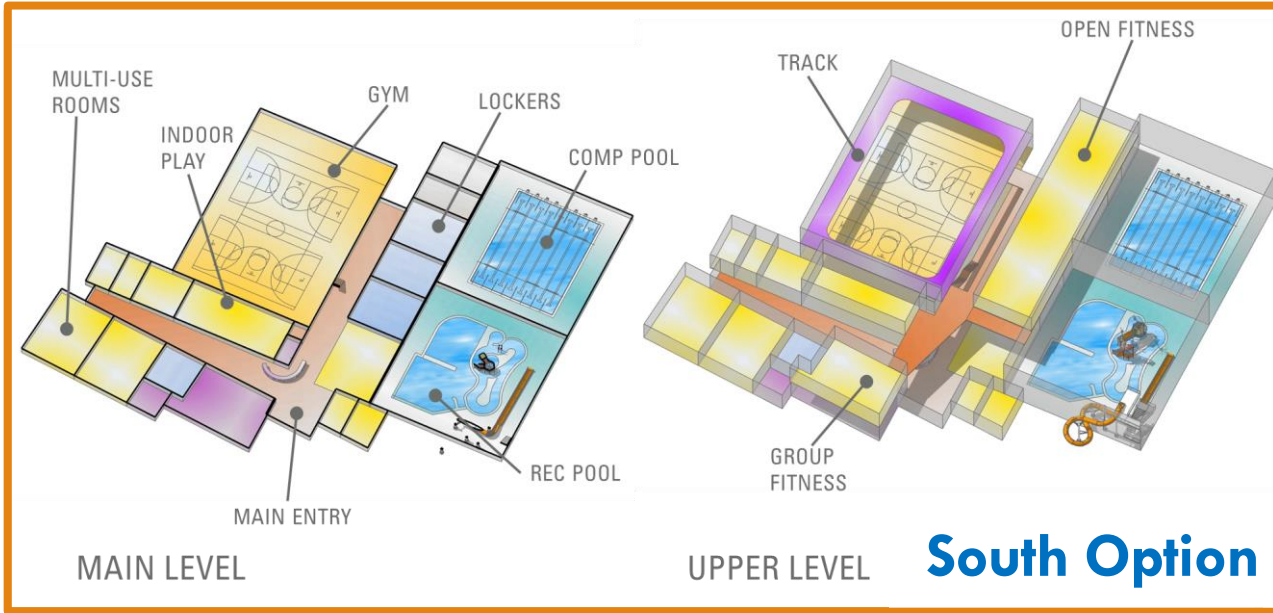 MULTI-USE
ROOMS
INDOOR
PLAY
GYM
LOCKERS
COMP POOL
REC POOL
MAIN ENTRY
MAIN LEVEL
TRACK
OPEN FITNESS
GROUP
FITNESS
UPPER LEVEL
South Option